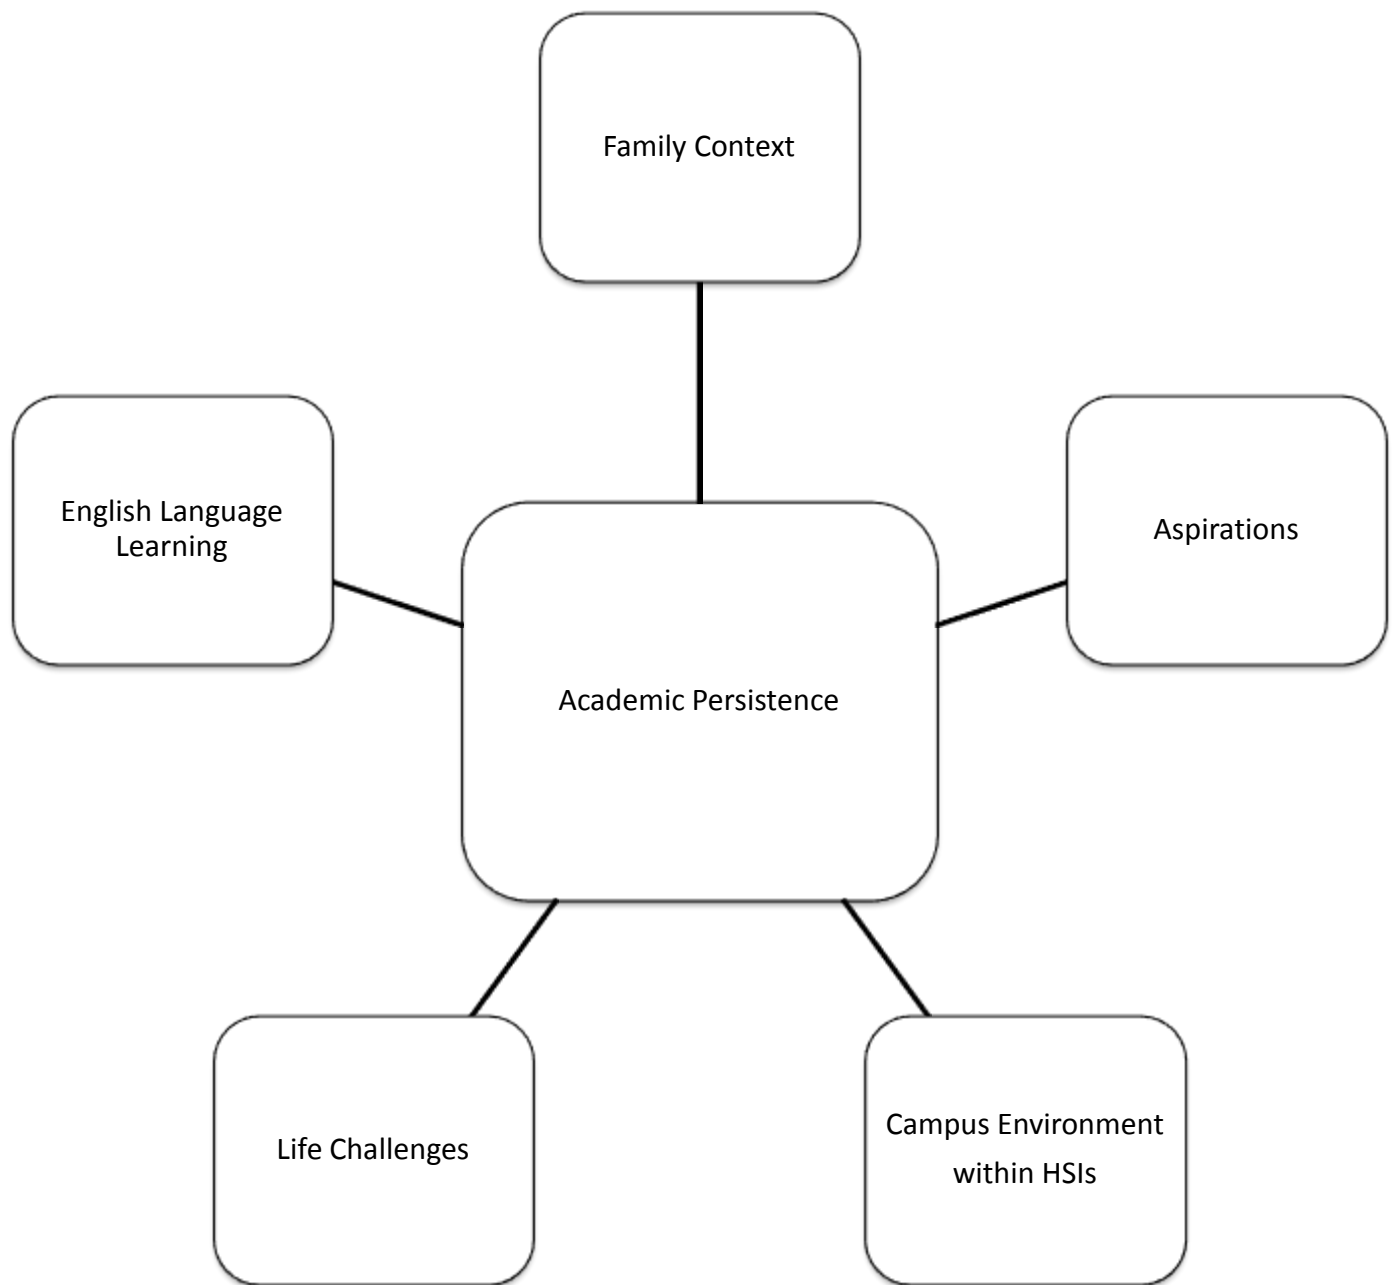 Family Context
English Language
Learning
Aspirations
Academic Persistence
Life Challenges
Campus Environment
within HSIs